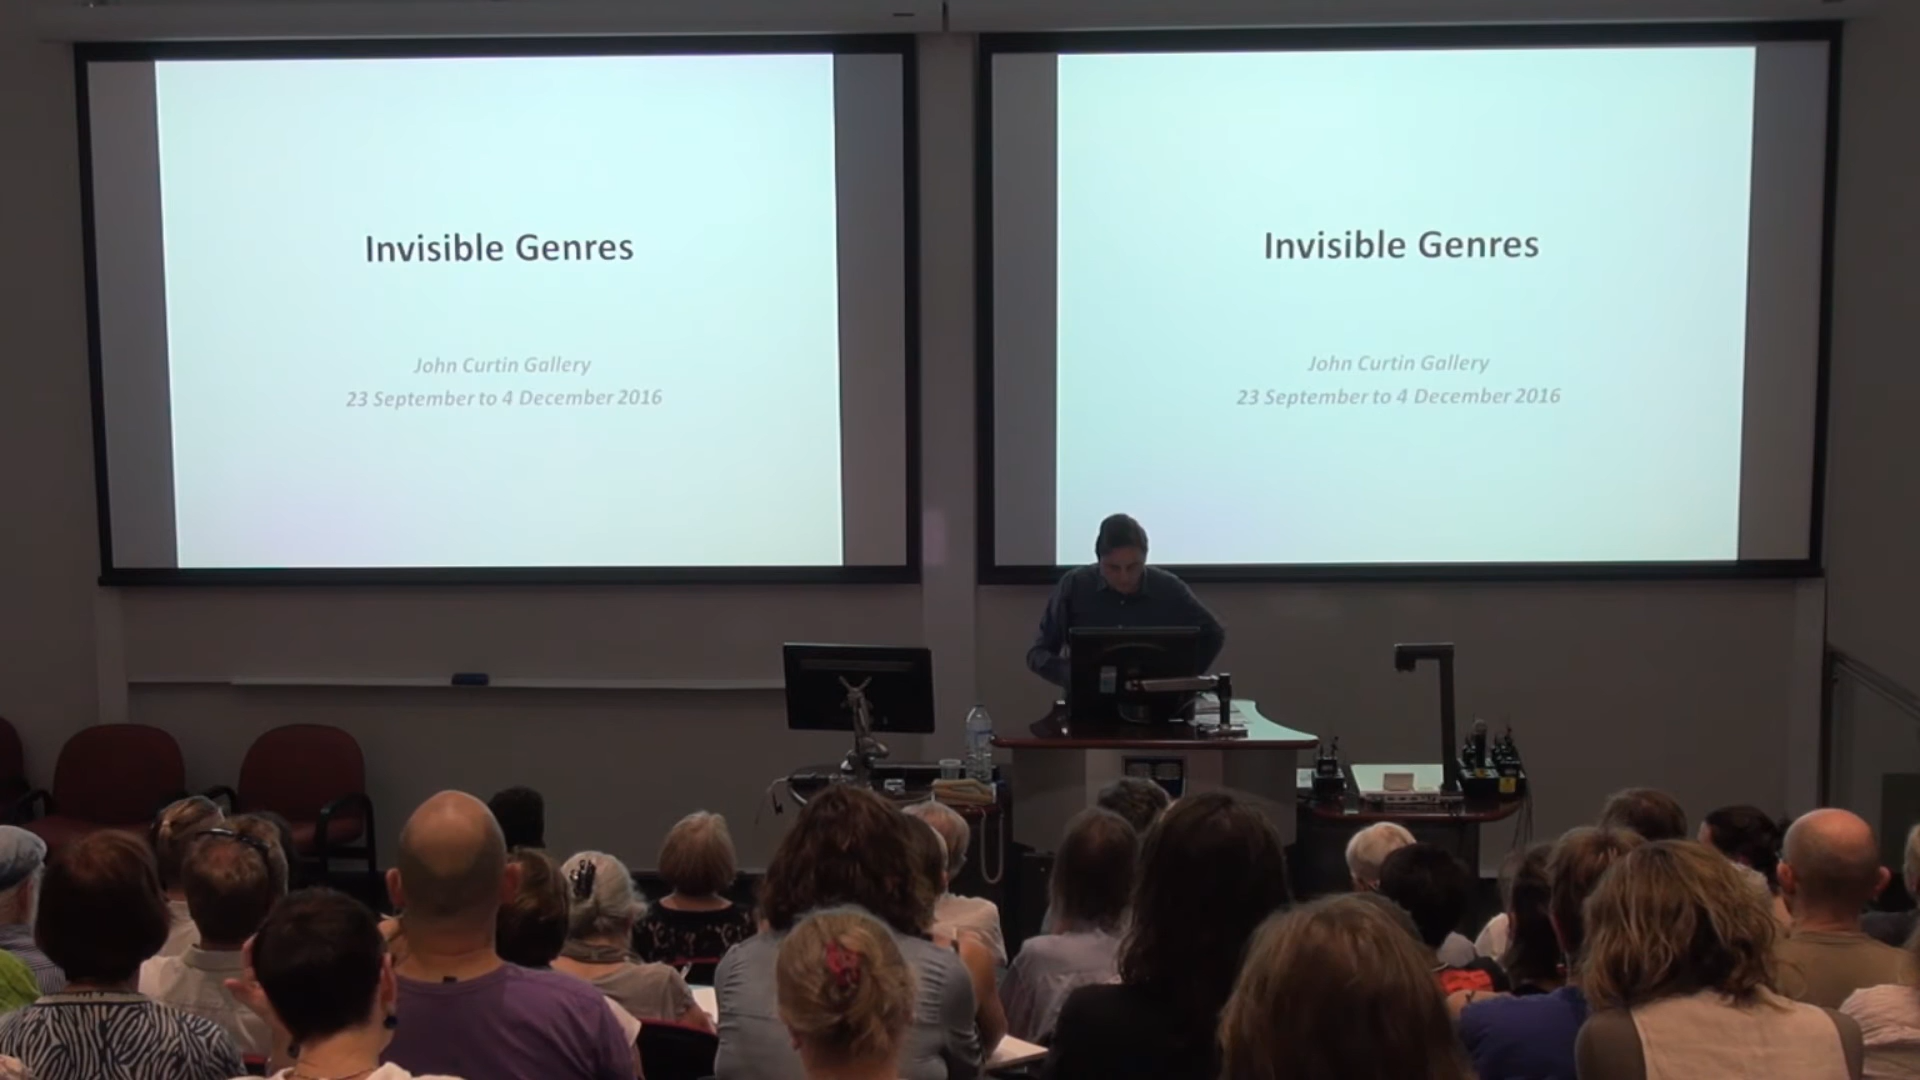 Invisible Genres
John Curtin Gallery
23 September to 4 December 2016
Invisible Genres
John Curtin Gallery
23 September to 4 December 2016